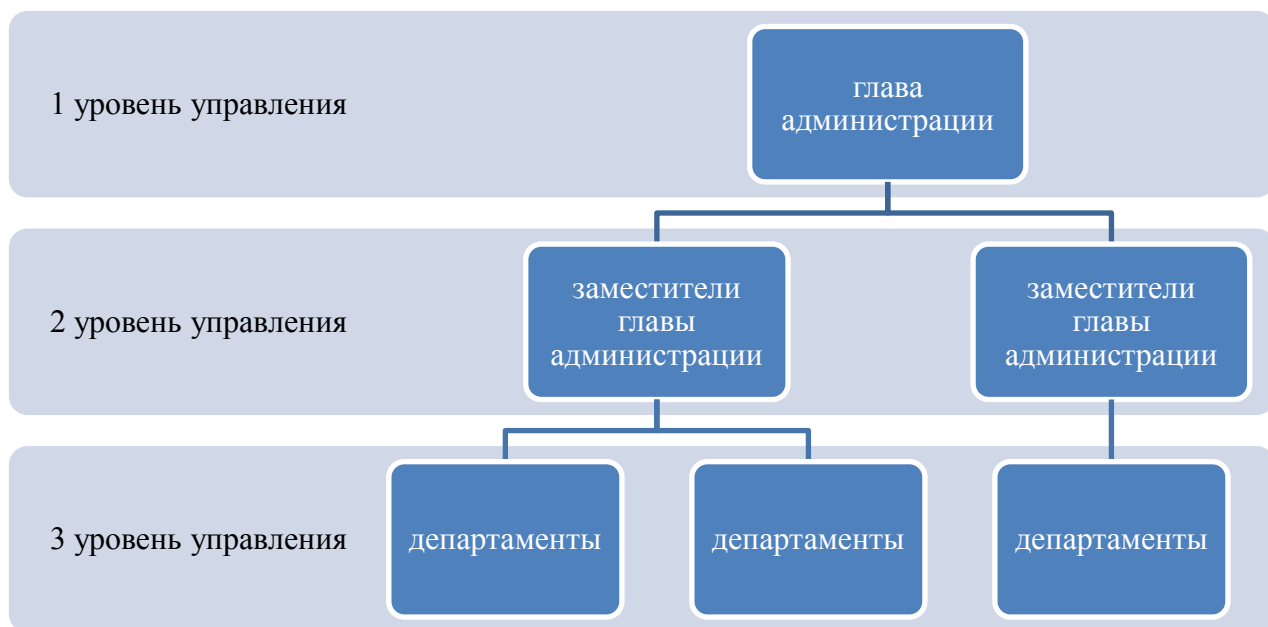 1 уровень управления
глава
администрации
2 уровень управления
заместители
главы
администрации
заместители
главы
администрации
3 уровень управления
департаменты
департаменты
департаменты